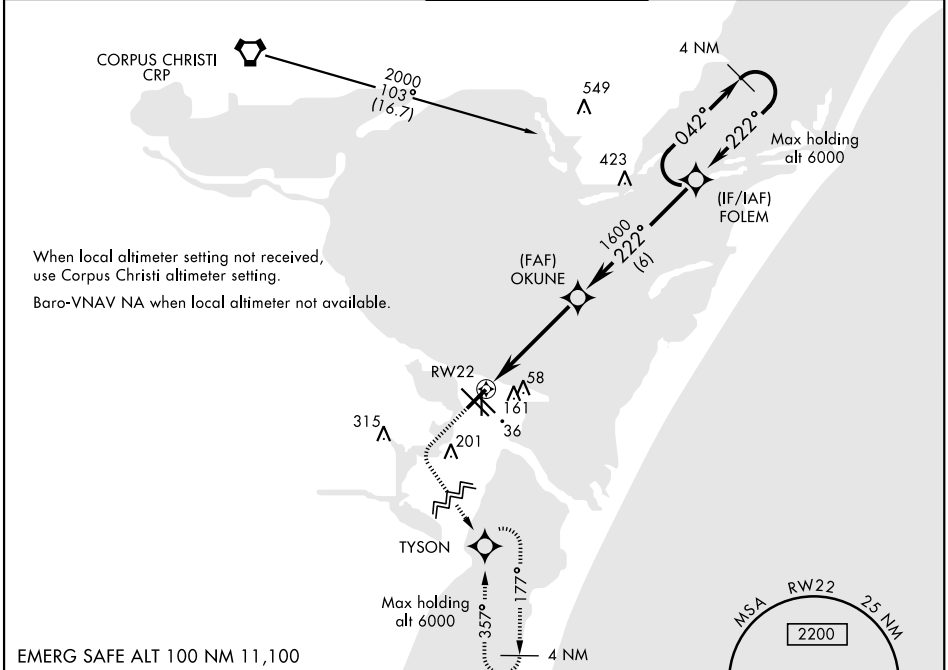 CORPUS CHRISTI
CRP
2000
103°
(16.7)
549
4 NM
042°
222°
Max holding
alt 6000
423
(IF/IAF)
FOLEM
1600
222°
(6)
(FAF)
OKUNE
When local altimeter setting not received,
use Corpus Christi altimeter setting.
Baro-VNAV NA when local altimeter not available.
RW22
58
161
36
315
201
TYSON
177°
357°
Max holding
alt 6000
4 NM
MSA RW22 25 NM
2200
EMERG SAFE ALT 100 NM 11,100